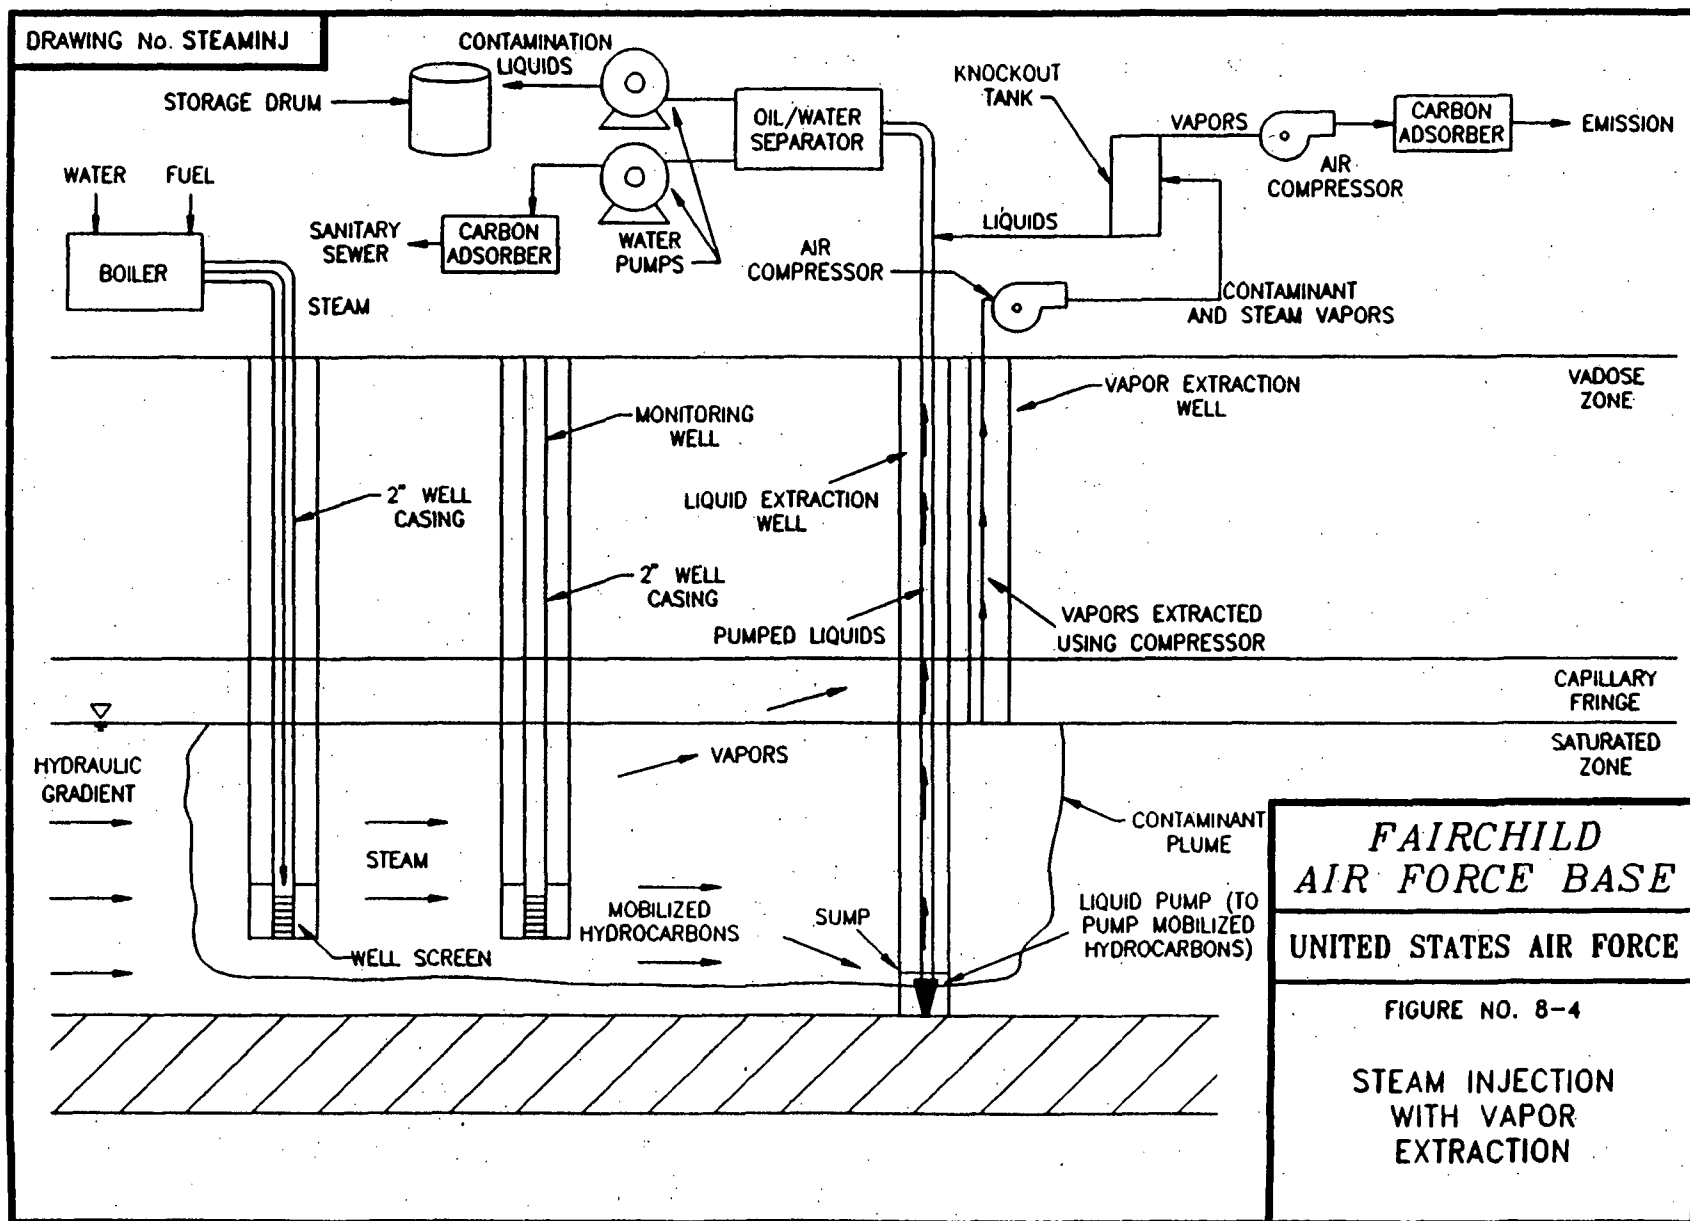 DRAWING No. STEAMINJ
CONTAMINATION
LIQUIDS
STORAGE DRUM
OIL/WATER
SEPARATOR
KNOCKOUT
TANK
VAPORS
CARBON
ADSORBER
EMISSION
AIR
COMPRESSOR
WATER
FUEL
BOILER
STEAM
SANITARY
SEWER
CARBON
ADSORBER
WATER
PUMPS
LIQUIDS
AIR
COMPRESSOR
CONTAMINANT
AND STEAM VAPORS
VADOSE
ZONE
VAPOR EXTRACTION
WELL
MONITORING
WELL
2" WELL
CASING
LIQUID EXTRACTION
WELL
2" WELL
CASING
PUMPED LIQUIDS
VAPORS EXTRACTED
USING COMPRESSOR
CAPILLARY
FRINGE
SATURATED
ZONE
HYDRAULIC
GRADIENT
VAPORS
STEAM
CONTAMINANT
PLUME
MOBILIZED
HYDROCARBONS
SUMP
LIQUID PUMP (TO
PUMP MOBILIZED
HYDROCARBONS)
WELL SCREEN
FAIRCHILD
AIR FORCE BASE
UNITED STATES AIR FORCE
FIGURE NO. 8-4
STEAM INJECTION
WITH VAPOR
EXTRACTION